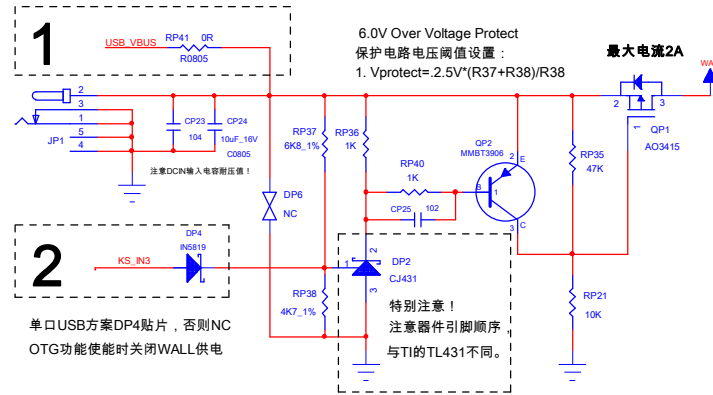 1
USB_VBUS
RP41
0R
R0805
6.0V Over Voltage Protect
保护电路电压阈值设置：
1. Vprotect=.2.5V*(R37+R38)/R38
最大电流2A
WA
2
3
1
5
4
JP1
CP23
104
CP24
10uF_16V
C0805
注意DCIN输入电容耐压值！
RP37
6K8_1%
RP36
1K
RP40
1K
CP25
102
QP2
MMBT3906
2
E
B
1
C
3
RP35
47K
2
3
1
QP1
AO3415
DP6
NC
2
KS_IN3
DP4
IN5819
1
2
3
DP2
CJ431
RP38
4K7_1%
RP21
10K
特别注意！
注意器件引脚顺序，
与TI的TL431不同。
单口USB方案DP4贴片，否则NC
OTG功能使能时关闭WALL供电